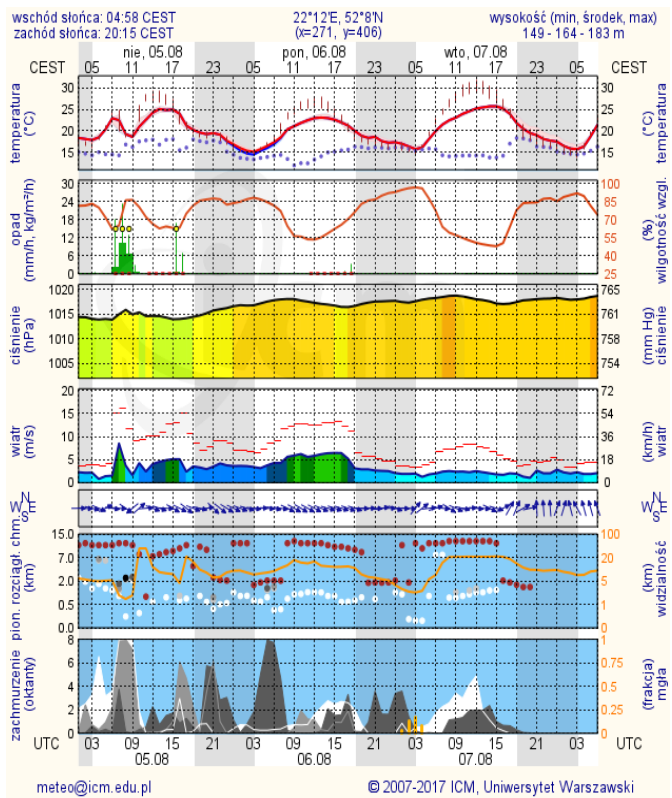 wschód słońca: 04:58 CEST 22°12'E, 52°8'N wysokość (min, środek, max)
zachód słońca: 20:15 CEST (x=271, y=406) 149 - 164 - 183 m
nie, 05.08 pon, 06.08 wto, 07.08
CEST 05 11 17 23 05 11 17 23 05 11 17 23 05 CEST
temperatura (°C)
30
25
20
15
30
25
20
15
temperatura (°C)
opad (mm/h, kg/m²/h)
30
24
18
12
6
0
100
85
70
55
40
25
wilgotność wzgl. (%)
ciśnienie (hPa)
1020
1015
1010
1005
765
761
758
754
(mm Hg) ciśnienie
wiatr (m/s)
20
15
10
5
0
72
54
36
18
0
(km/h) wiatr
N
W E
S
N
W E
S
pion. rozciągł. chm. (km)
15.0
7.0
2.0
0.5
0.0
100
20
5
1
0
(km) widzialność
zachmurzenie (oktanty)
8
6
4
2
0
1
0.75
0.5
0.25
0
(frakcja) mgła
UTC 03 09 15 21 03 09 15 21 03 09 15 21 03 UTC
05.08 06.08 07.08
meteo@icm.edu.pl © 2007-2017 ICM, Uniwersytet Warszawski